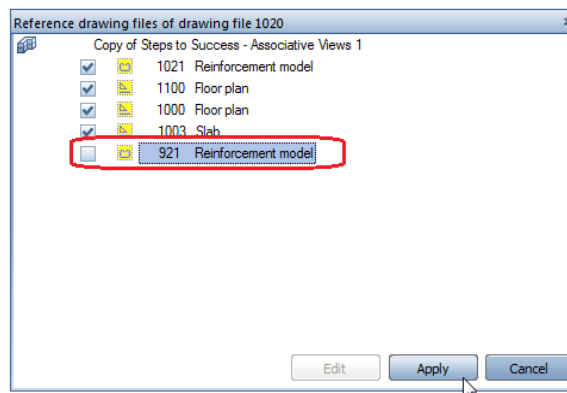 Reference drawing files of drawing file 1020
Copy of Steps to Success - Associative Views 1
1021 Reinforcement model
1100 Floor plan
1000 Floor plan
1003 Slab
921 Reinforcement model
Edit Apply Cancel